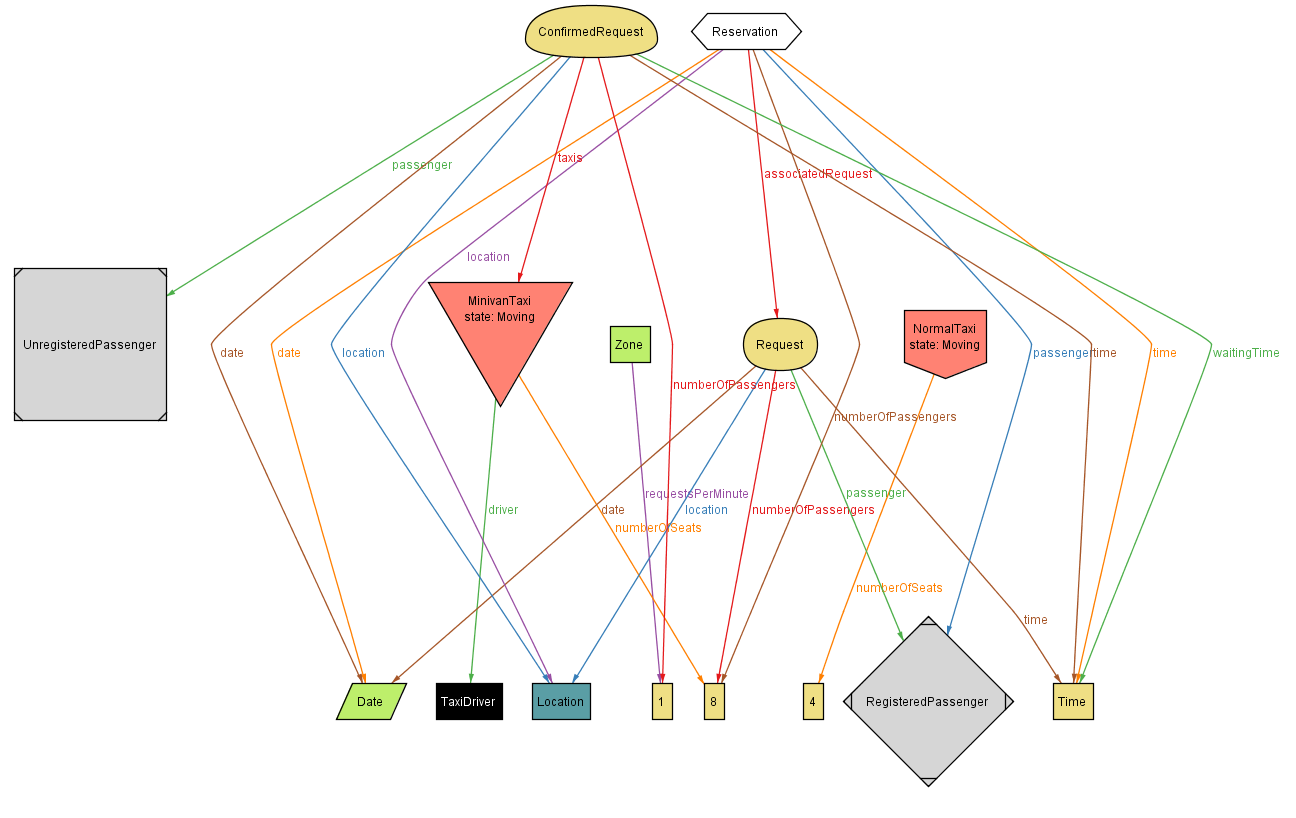 ConfirmedRequest
Reservation
passenger
taxis
associatedRequest
location
MinivanTaxi
state: Moving
NormalTaxi
state: Moving
UnregisteredPassenger
Zone
Request
date
date
location
passenger
time
time
waitingTime
numberOfPassengers
numberOfPassengers
requestsPerMinute
passenger
driver
date
location
numberOfPassengers
numberOfSeats
numberOfSeats
time
Date
TaxiDriver
Location
1
8
4
RegisteredPassenger
Time